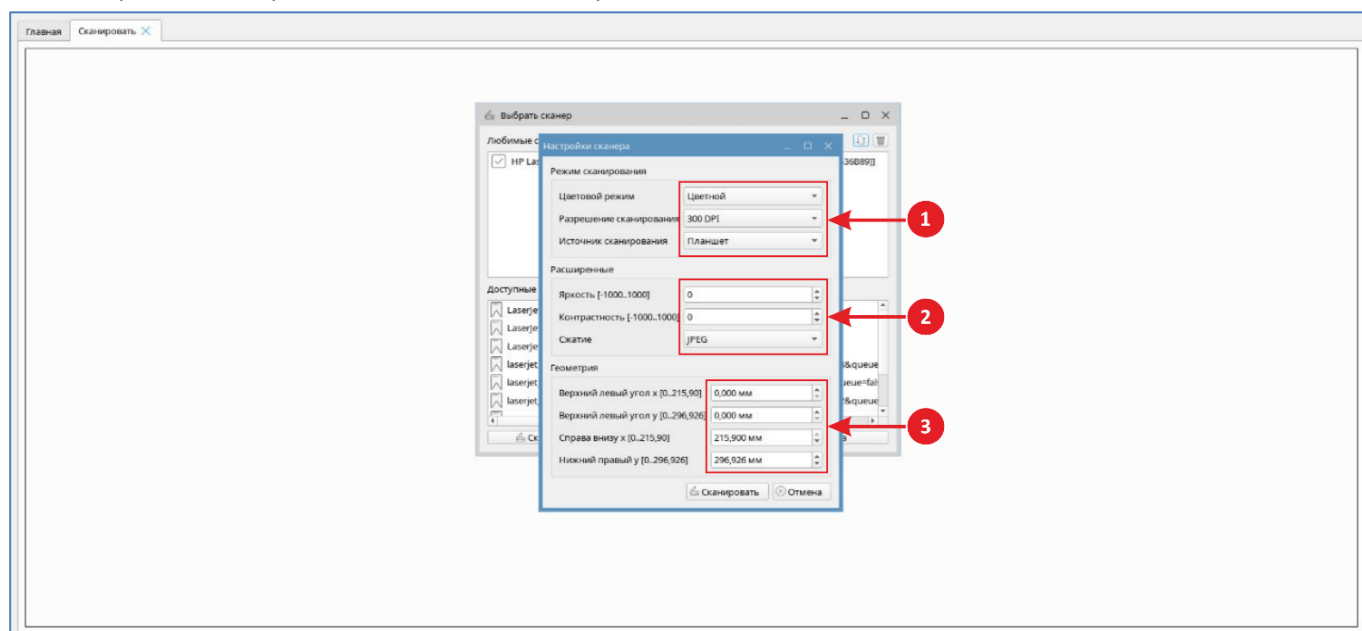 Главная Сканировать
Выбрать сканер
Любимые с
Настройки сканера
HP Las 36B89]]
Режим сканирования
Цветовой режим Цветной
Разрешение сканирования 300 DPI
1
Источник сканирования Планшет
Расширенные
Доступные
Яркость [-1000..1000] 0
Laserje
Контрастность [-1000..1000] 0
2
Laserje
Сжатие JPEG
Laserje
laserjet &queue
Геометрия
laserjet ueue=fals
Верхний левый угол x [0..215,90] 0,000 мм
laserjet &queue
Верхний левый угол y [0..296,926] 0,000 мм
3
Ск
Справа внизу x [0..215,90] 215,900 мм
Нижний правый y [0..296,926] 296,926 мм
Сканировать Отмена